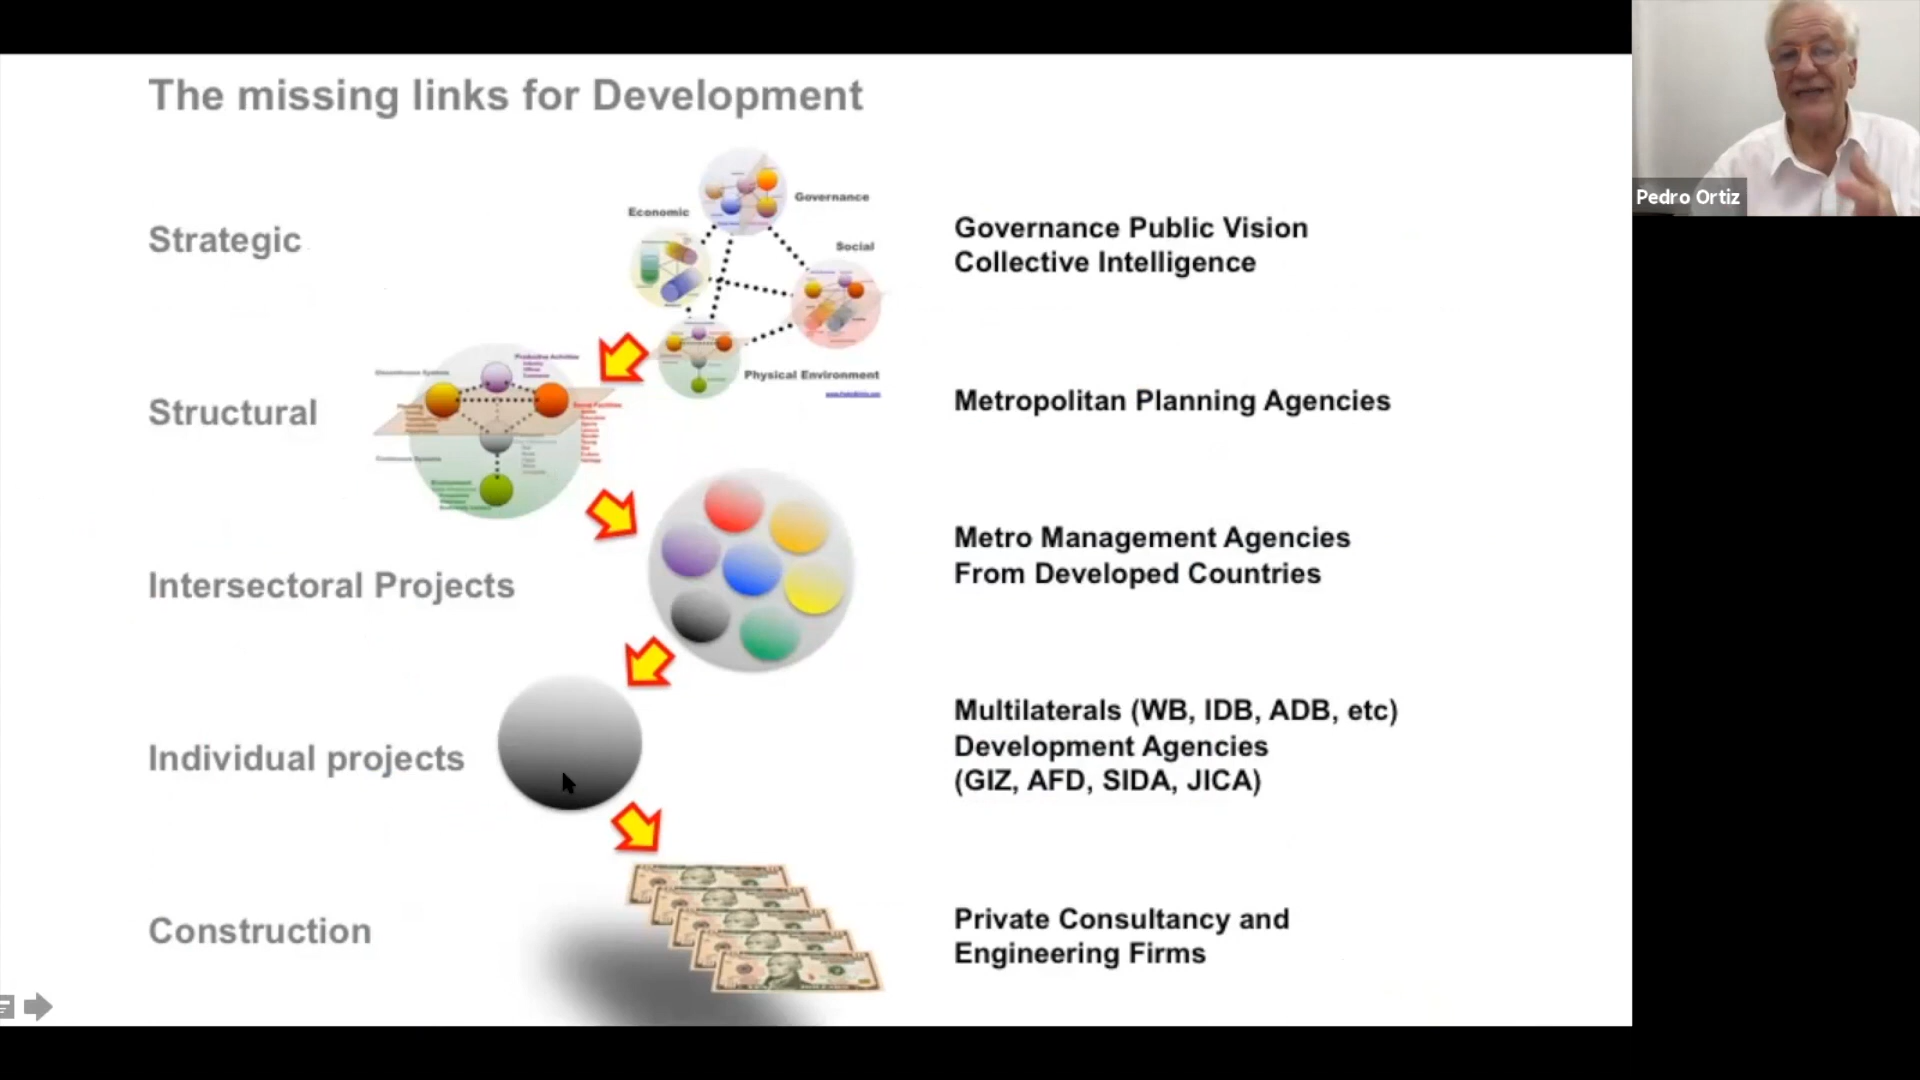 The missing links for Development
Pedro Ortiz
Strategic
Economic
Governance
Social
Physical Environment
Governance Public Vision
Collective Intelligence
Structural
Productive Activities
Metropolitan Planning Agencies
Intersectoral Projects
Metro Management Agencies
From Developed Countries
Individual projects
Multilaterals (WB, IDB, ADB, etc)
Development Agencies
(GIZ, AFD, SIDA, JICA)
Construction
Private Consultancy and
Engineering Firms